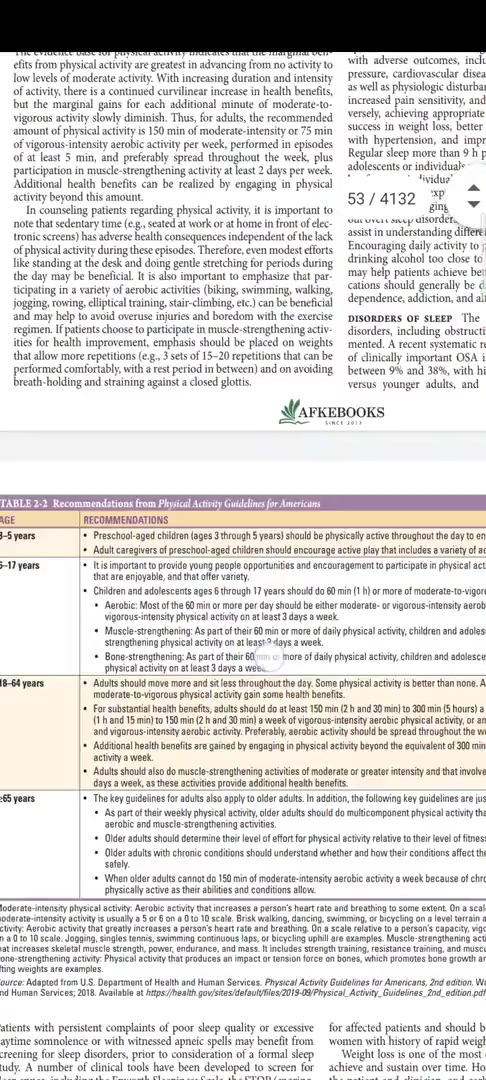 The evidence base for physical activity indicates that the marginal ben-
efits from physical activity are greatest in advancing from no activity to
low levels of moderate activity. With increasing duration and intensity
of activity, there is a continued curvilinear increase in health benefits,
but the marginal gains for each additional minute of moderate-to-
vigorous activity slowly diminish. Thus, for adults, the recommended
amount of physical activity is 150 min of moderate-intensity or 75 min
of vigorous-intensity aerobic activity per week, performed in episodes
of at least 5 min, and preferably spread throughout the week, plus
participation in muscle-strengthening activity at least 2 days per week.
Additional health benefits can be realized by engaging in physical
activity beyond this amount.
In counseling patients regarding physical activity, it is important to
note that sedentary time (e.g., seated at work or at home in front of elec-
tronic screens) has adverse health consequences independent of the lack
of physical activity during these episodes. Therefore, even modest efforts
like standing at the desk and doing gentle stretching for periods during
the day may be beneficial. It is also important to emphasize that par-
ticipating in a variety of aerobic activities (biking, swimming, walking,
jogging, rowing, elliptical training, stair-climbing, etc.) can be beneficial
and may help to avoid overuse injuries and boredom with the exercise
regimen. If patients choose to participate in muscle-strengthening activ-
ities for health improvement, emphasis should be placed on weights
that allow more repetitions (e.g., 3 sets of 15–20 repetitions that can be
performed comfortably, with a rest period in between) and on avoiding
breath-holding and straining against a closed glottis.
with adverse outcomes, inclu
pressure, cardiovascular disea
as well as physiologic disturban
increased pain sensitivity, and
versely, achieving appropriate
success in weight loss, better
with hypertension, and impr
Regular sleep more than 9 h p
adolescents or individuals
53 / 4132
assist in understanding differe
Encouraging daily activity to p
drinking alcohol too close to
may help patients achieve bet
cations should generally be d
dependence, addiction, and al
DISORDERS OF SLEEP The
disorders, including obstructi
mented. A recent systematic re
of clinically important OSA i
between 9% and 38%, with hi
versus younger adults, and
AFKEBOOKS
SINCE 2013
TABLE 2-2 Recommendations from Physical Activity Guidelines for Americans
AGE RECOMMENDATIONS
3–5 years • Preschool-aged children (ages 3 through 5 years) should be physically active throughout the day to en
• Adult caregivers of preschool-aged children should encourage active play that includes a variety of ac
6–17 years • It is important to provide young people opportunities and encouragement to participate in physical act
that are enjoyable, and that offer variety.
• Children and adolescents ages 6 through 17 years should do 60 min (1 h) or more of moderate-to-vigor
• Aerobic: Most of the 60 min or more per day should be either moderate- or vigorous-intensity aerob
vigorous-intensity physical activity on at least 3 days a week.
• Muscle-strengthening: As part of their 60 min or more of daily physical activity, children and adoles
strengthening physical activity on at least 3 days a week.
• Bone-strengthening: As part of their 60 min or more of daily physical activity, children and adolesce
physical activity on at least 3 days a week.
18–64 years • Adults should move more and sit less throughout the day. Some physical activity is better than none. A
moderate-to-vigorous physical activity gain some health benefits.
• For substantial health benefits, adults should do at least 150 min (2 h and 30 min) to 300 min (5 hours) a
(1 h and 15 min) to 150 min (2 h and 30 min) a week of vigorous-intensity aerobic physical activity, or an
and vigorous-intensity aerobic activity. Preferably, aerobic activity should be spread throughout the we
• Additional health benefits are gained by engaging in physical activity beyond the equivalent of 300 min
activity a week.
• Adults should also do muscle-strengthening activities of moderate or greater intensity and that involve
days a week, as these activities provide additional health benefits.
≥65 years • The key guidelines for adults also apply to older adults. In addition, the following key guidelines are jus
• As part of their weekly physical activity, older adults should do multicomponent physical activity tha
aerobic and muscle-strengthening activities.
• Older adults should determine their level of effort for physical activity relative to their level of fitness
• Older adults with chronic conditions should understand whether and how their conditions affect the
safely.
• When older adults cannot do 150 min of moderate-intensity aerobic activity a week because of chro
physically active as their abilities and conditions allow.
Moderate-intensity physical activity: Aerobic activity that increases a person's heart rate and breathing to some extent. On a scale
moderate-intensity activity is usually a 5 or 6 on a 0 to 10 scale. Brisk walking, dancing, swimming, or bicycling on a level terrain a
activity: Aerobic activity that greatly increases a person's heart rate and breathing. On a scale relative to a person's capacity, vigo
on a 0 to 10 scale. Jogging, singles tennis, swimming continuous laps, or bicycling uphill are examples. Muscle-strengthening acti
that increases skeletal muscle strength, power, endurance, and mass. It includes strength training, resistance training, and muscu
Bone-strengthening activity: Physical activity that produces an impact or tension force on bones, which promotes bone growth an
lifting weights are examples.
Source: Adapted from U.S. Department of Health and Human Services. Physical Activity Guidelines for Americans, 2nd edition. Wa
and Human Services; 2018. Available at https://health.gov/sites/default/files/2019-09/Physical_Activity_Guidelines_2nd_edition.pdf
Patients with persistent complaints of poor sleep quality or excessive
daytime somnolence or with witnessed apneic spells may benefit from
screening for sleep disorders, prior to consideration of a formal sleep
study. A number of clinical tools have been developed to screen for
for affected patients and should b
women with history of rapid weig
Weight loss is one of the most
achieve and sustain over time. Ho